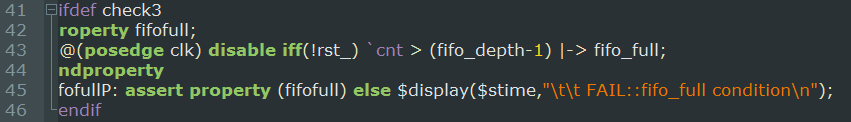 41 ifdef check3
42 roperty fifofull;
43 @(posedge clk) disable iff(!rst_) `cnt > (fifo_depth-1) |-> fifo_full;
44 ndproperty
45 fofullP: assert property (fifofull) else $display($stime,"\t\t FAIL::fifo_full condition\n");
46 endif